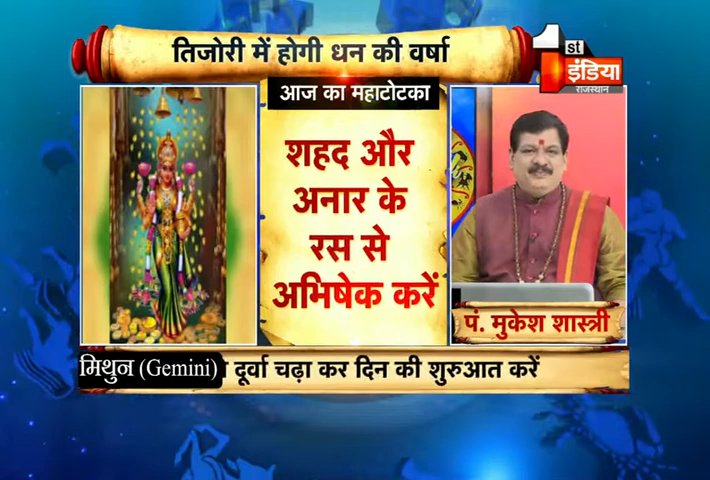 तिजोरी में होगी धन की वर्षा
1st
इंडिया
राजस्थान
आज का महाटोटका
शहद और
अनार के
रस से
अभिषेक करें
पं. मुकेश शास्त्री
मिथुन (Gemini) दूर्वा चढ़ा कर दिन की शुरुआत करें